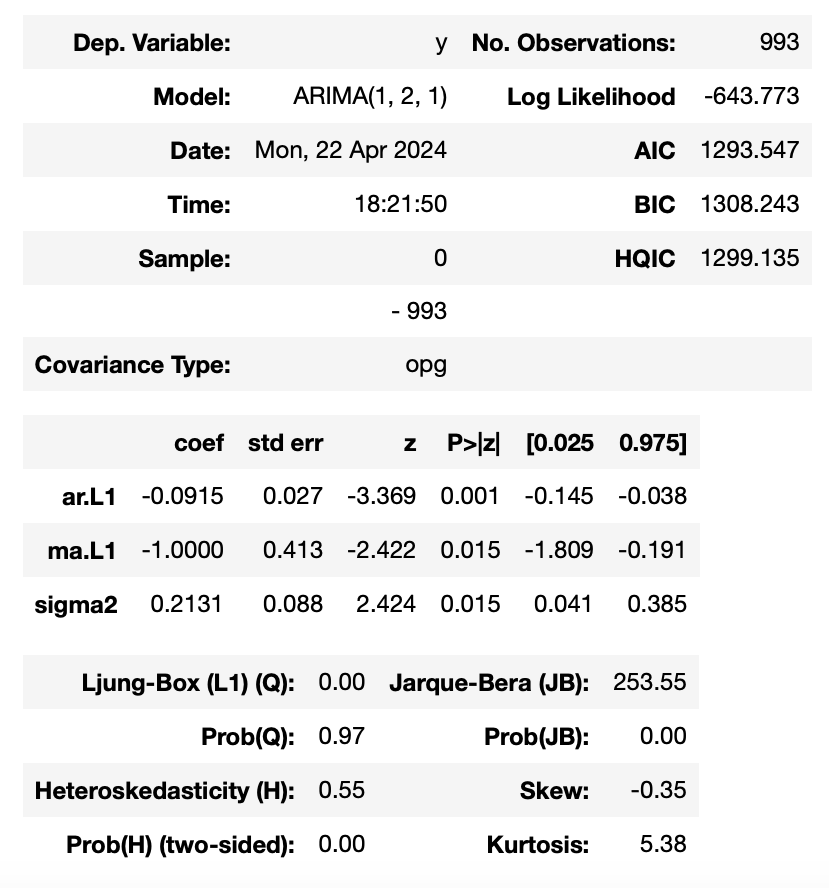 Dep. Variable: y No. Observations: 993
Model: ARIMA(1, 2, 1) Log Likelihood -643.773
Date: Mon, 22 Apr 2024 AIC 1293.547
Time: 18:21:50 BIC 1308.243
Sample: 0 HQIC 1299.135
- 993
Covariance Type: opg
coef std err z P>|z| [0.025 0.975]
ar.L1 -0.0915 0.027 -3.369 0.001 -0.145 -0.038
ma.L1 -1.0000 0.413 -2.422 0.015 -1.809 -0.191
sigma2 0.2131 0.088 2.424 0.015 0.041 0.385
Ljung-Box (L1) (Q): 0.00 Jarque-Bera (JB): 253.55
Prob(Q): 0.97 Prob(JB): 0.00
Heteroskedasticity (H): 0.55 Skew: -0.35
Prob(H) (two-sided): 0.00 Kurtosis: 5.38